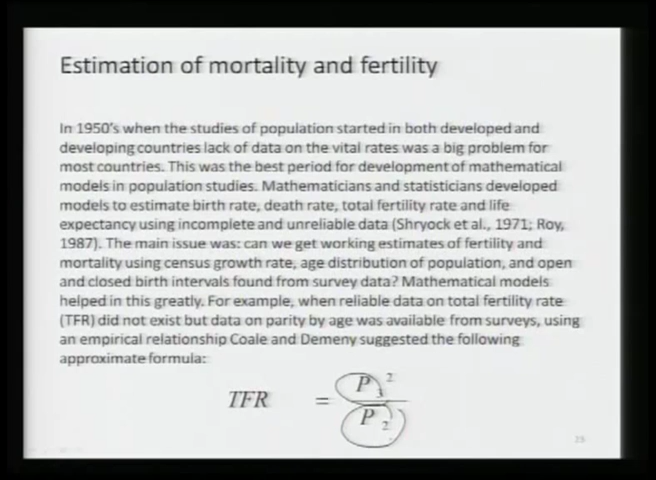 Estimation of mortality and fertility
In 1950's when the studies of population started in both developed and
developing countries lack of data on the vital rates was a big problem for
most countries. This was the best period for development of mathematical
models in population studies. Mathematicians and statisticians developed
models to estimate birth rate, death rate, total fertility rate and life
expectancy using incomplete and unreliable data (Shryock et al., 1971; Roy,
1987). The main issue was: can we get working estimates of fertility and
mortality using census growth rate, age distribution of population, and open
and closed birth intervals found from survey data? Mathematical models
helped in this greatly. For example, when reliable data on total fertility rate
(TFR) did not exist but data on parity by age was available from surveys, using
an empirical relationship Coale and Demeny suggested the following
approximate formula:
TFR = P₃² / P₂
23